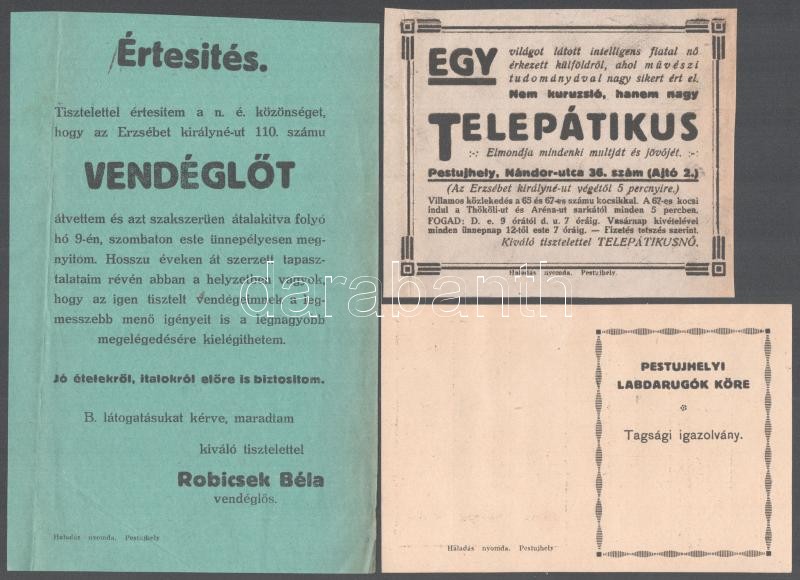 Értesités.
Tisztelettel értesitem a n. é. közönséget,
hogy az Erzsébet királyné-ut 110. számu
VENDÉGLŐT
átvettem és azt szakszerüen átalakitva folyó
hó 9-én, szombaton este ünnepélyesen meg-
nyitom. Hosszu éveken át szerzett tapasz-
talataim révén abban a helyzetben vagyok,
hogy az igen tisztelt vendégeimnek a leg-
messzebb menő igényeit is a legnagyobb
megelégedésére kielégithetem.
Jó ételekről, italokról előre is biztositom.
B. látogatásukat kérve, maradtam
kiváló tisztelettel
Robicsek Béla
vendéglős.
Haladás nyomda. Pestujhely
EGY világot látott intelligens fiatal nő
érkezett külföldről, ahol müvészi
tudományával nagy sikert ért el.
Nem kuruzsló, hanem nagy
TELEPÁTIKUS
:-: Elmondja mindenki multját és jövőjét. :-:
Pestujhely, Nándor-utca 36. szám (Ajtó 2.)
(Az Erzsébet királyné-ut végétől 5 percnyire.)
Villamos közlekedés a 65 és 67-es számu kocsikkal. A 67-es kocsi
indul a Thököli-ut és Aréna-ut sarkától minden 5 percben.
FOGAD: D. e. 9 órától d. u. 7 óráig. Vasárnap kivételével
minden ünnepnap 12-től este 7 óráig. — Fizetés tetszés szerint.
Kiváló tisztelettel TELEPÁTIKUSNŐ.
Haladás nyomda. Pestujhely.
darabanth
PESTUJHELYI
LABDARUGÓK KÖRE
Tagsági igazolvány.
Haladás nyomda. Pestujhely